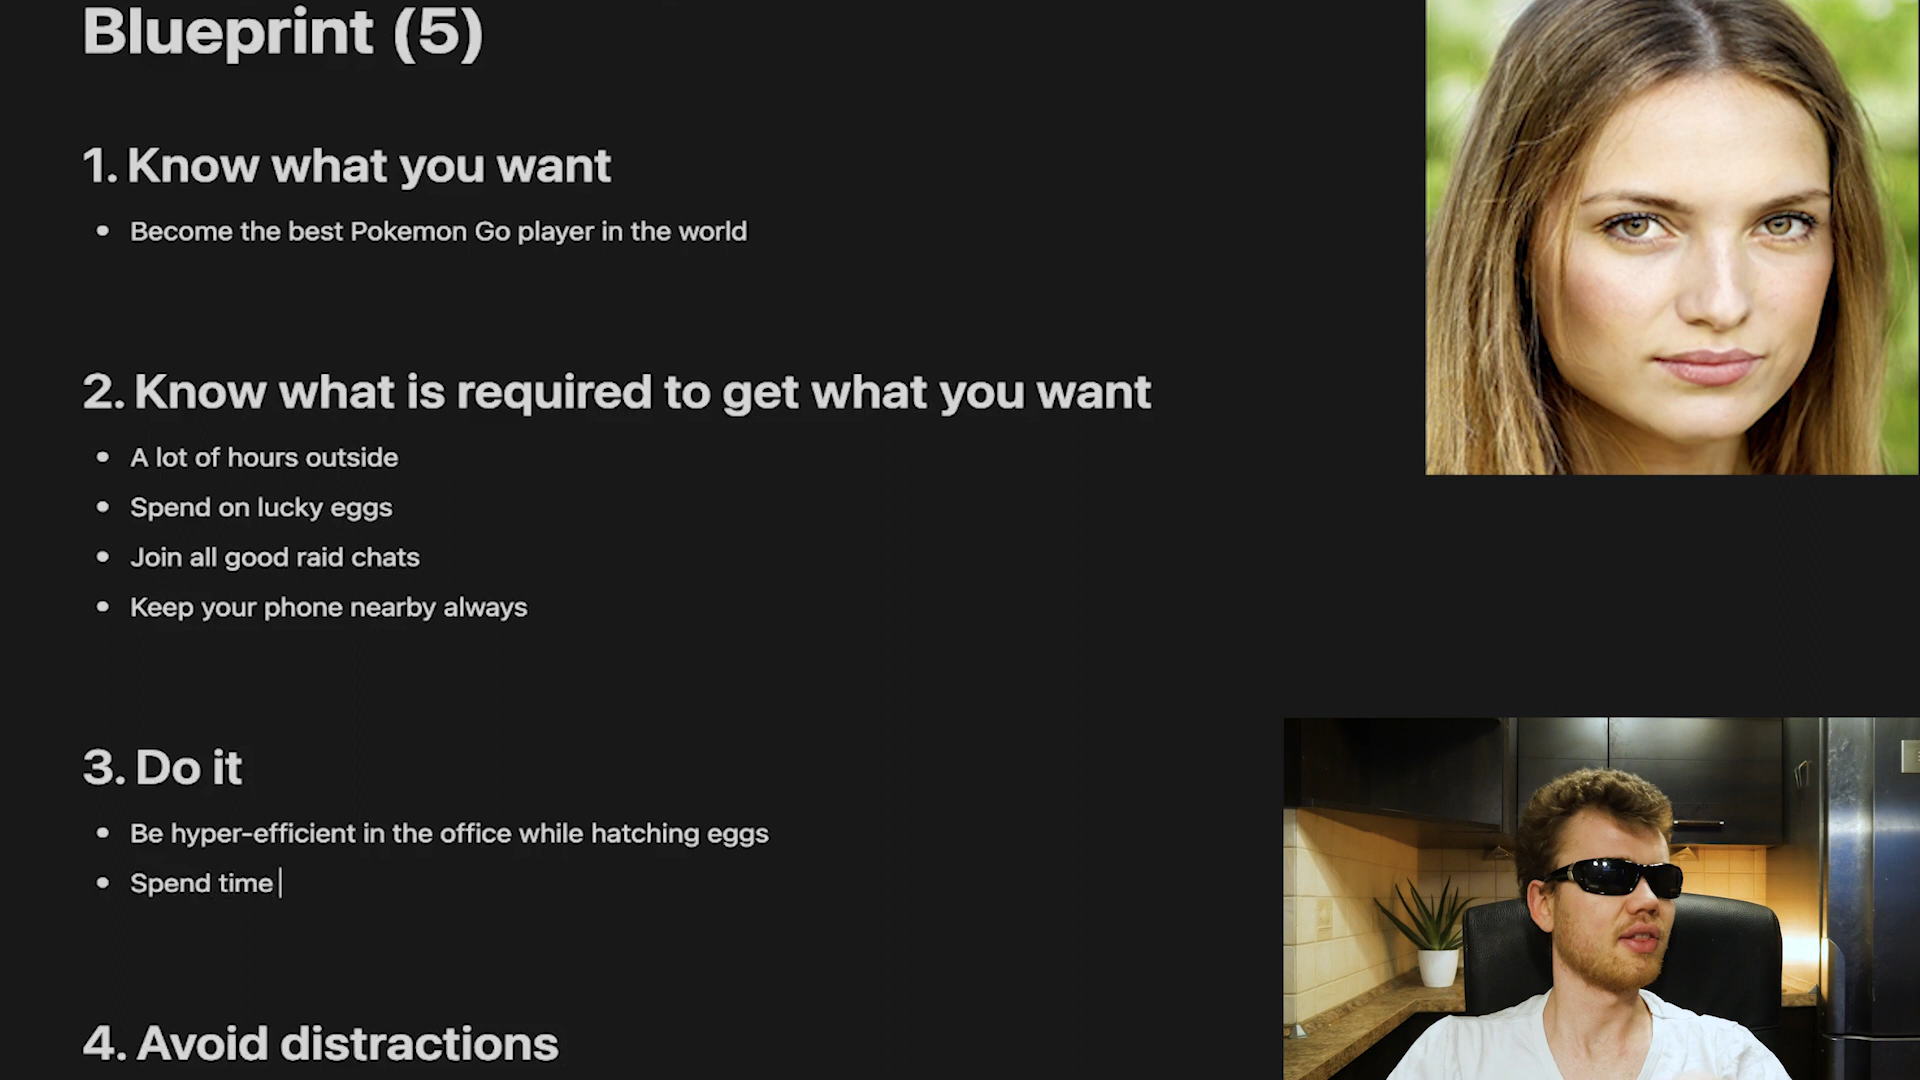 Blueprint (5)
1. Know what you want
• Become the best Pokemon Go player in the world
2. Know what is required to get what you want
• A lot of hours outside
• Spend on lucky eggs
• Join all good raid chats
• Keep your phone nearby always
3. Do it
• Be hyper-efficient in the office while hatching eggs
• Spend time
4. Avoid distractions